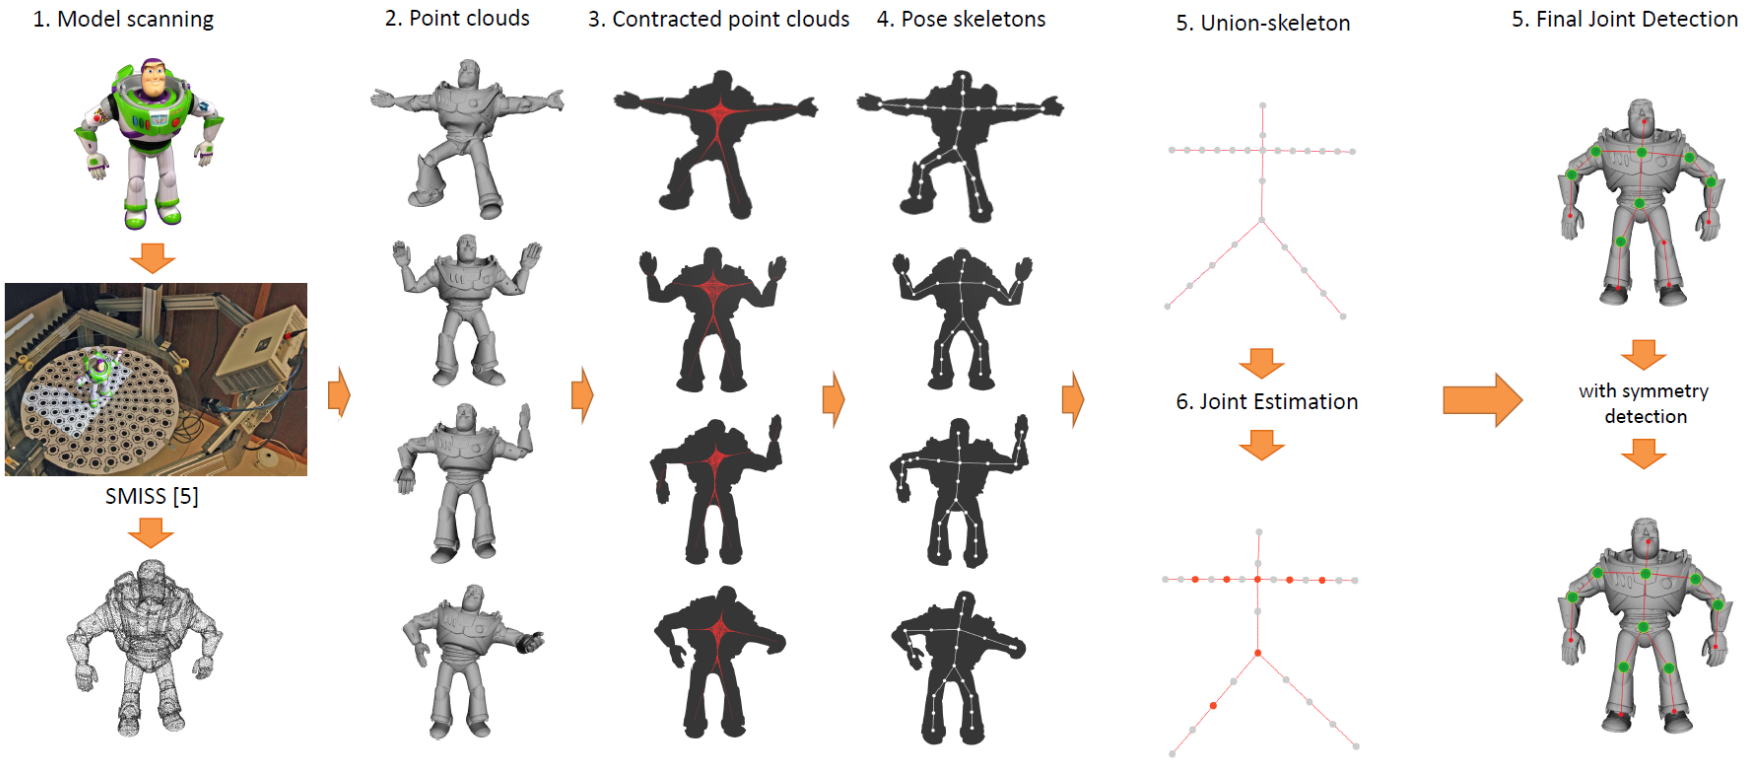 1. Model scanning
2. Point clouds
3. Contracted point clouds
4. Pose skeletons
5. Union-skeleton
5. Final Joint Detection
SMISS [5]
6. Joint Estimation
with symmetry
detection